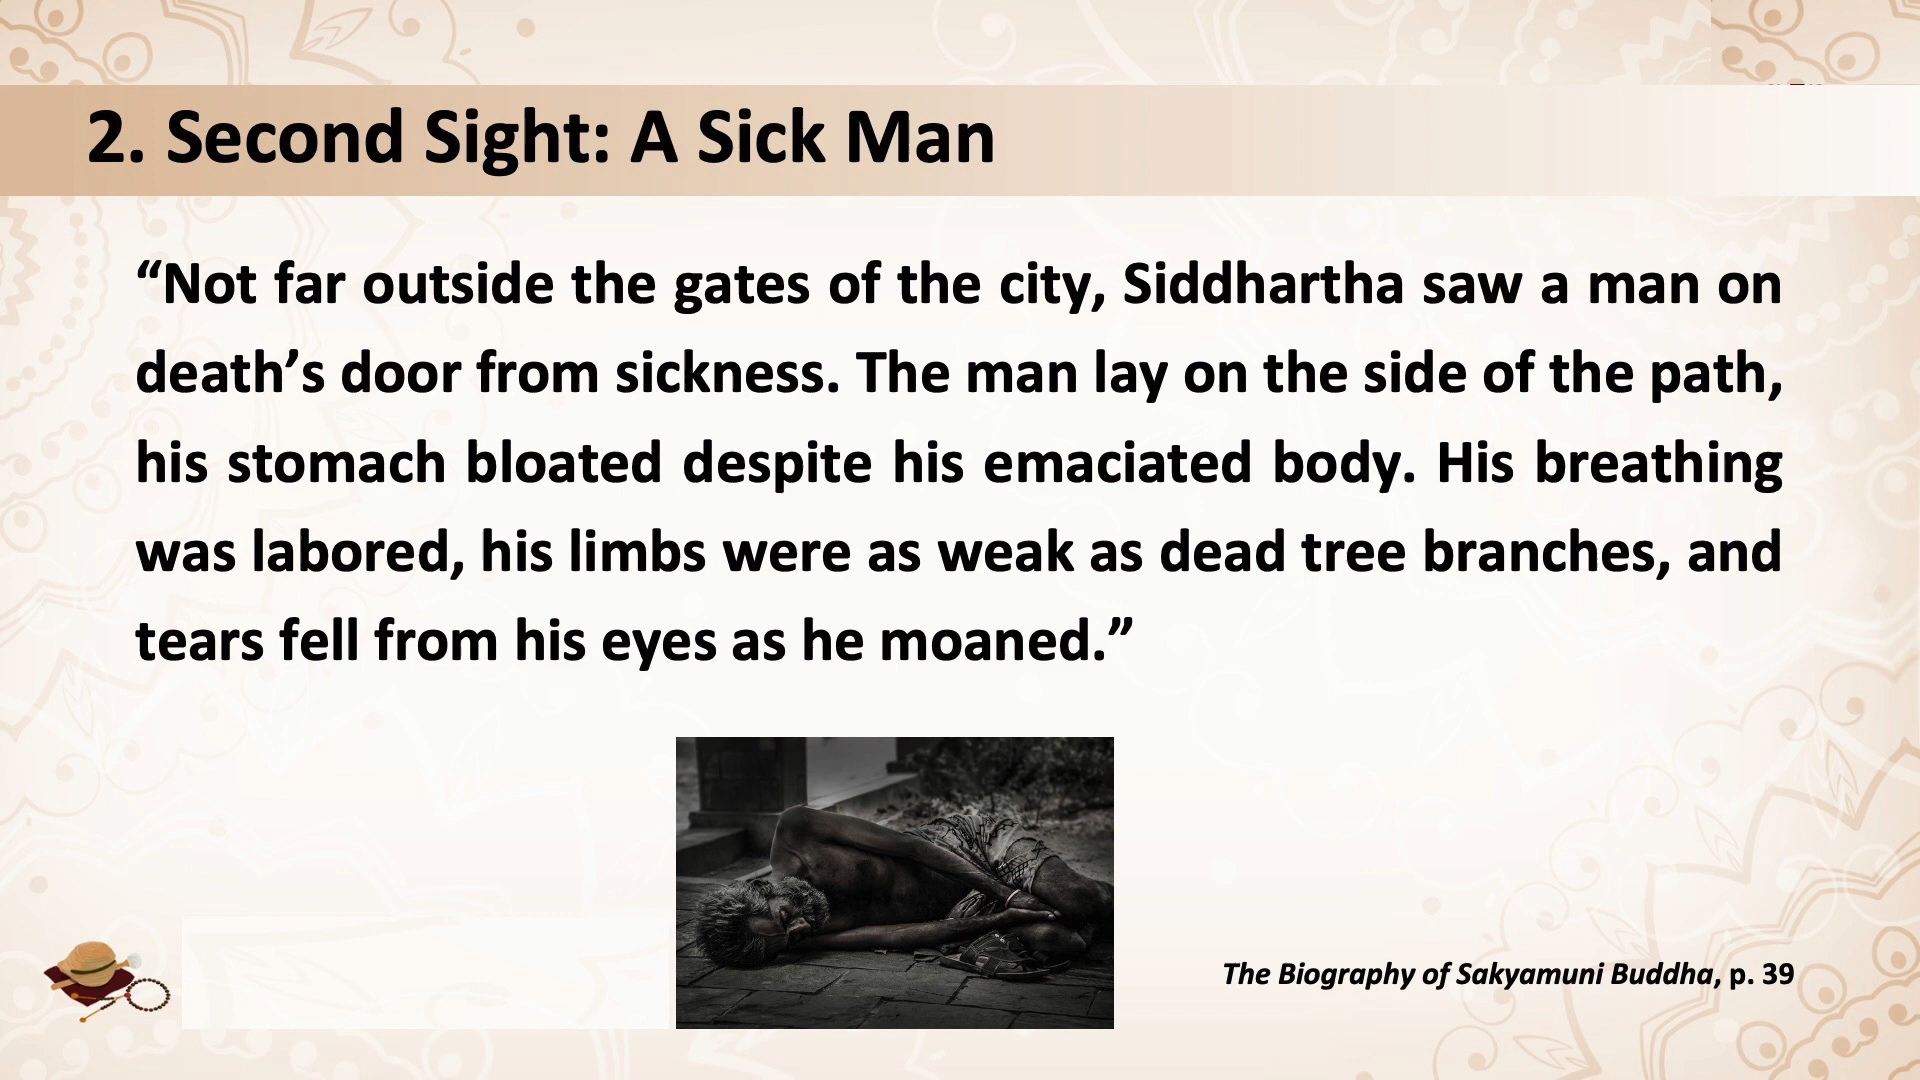 2. Second Sight: A Sick Man
“Not far outside the gates of the city, Siddhartha saw a man on
death’s door from sickness. The man lay on the side of the path,
his stomach bloated despite his emaciated body. His breathing
was labored, his limbs were as weak as dead tree branches, and
tears fell from his eyes as he moaned.”
The Biography of Sakyamuni Buddha, p. 39